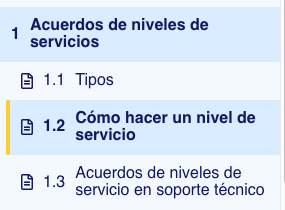 1 Acuerdos de niveles de
servicios
1.1 Tipos
1.2 Cómo hacer un nivel de
servicio
1.3 Acuerdos de niveles de
servicio en soporte técnico